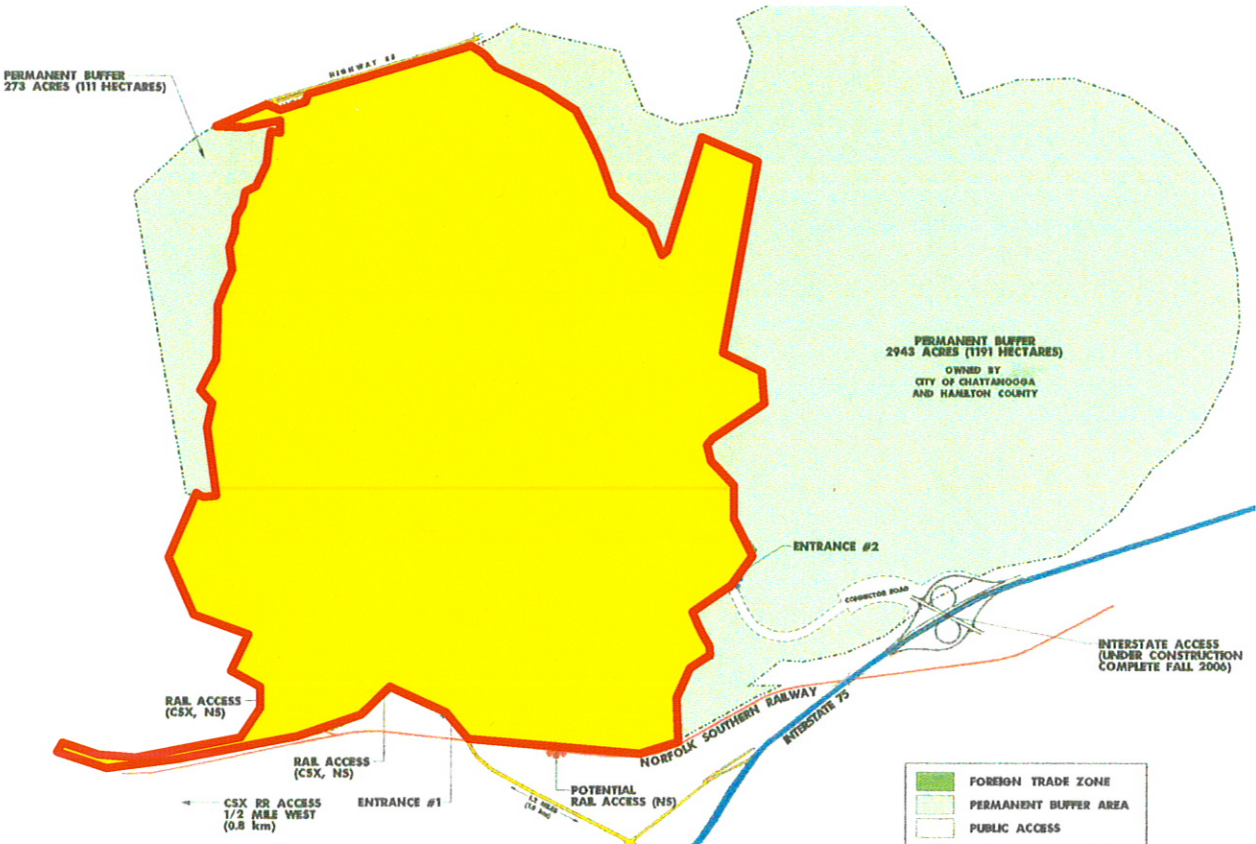 HIGHWAY 58
PERMANENT BUFFER
273 ACRES (111 HECTARES)
PERMANENT BUFFER
2943 ACRES (1191 HECTARES)
OWNED BY
CITY OF CHATTANOOGA
AND HAMILTON COUNTY
ENTRANCE #2
CONNECTOR ROAD
INTERSTATE ACCESS
(UNDER CONSTRUCTION
COMPLETE FALL 2006)
RAIL ACCESS
(CSX, NS)
NORFOLK SOUTHERN RAILWAY
INTERSTATE 75
RAIL ACCESS
(CSX, NS)
POTENTIAL
RAIL ACCESS (NS)
CSX RR ACCESS
1/2 MILE WEST
(0.8 km)
ENTRANCE #1
MILES
FOREIGN TRADE ZONE
PERMANENT BUFFER AREA
PUBLIC ACCESS